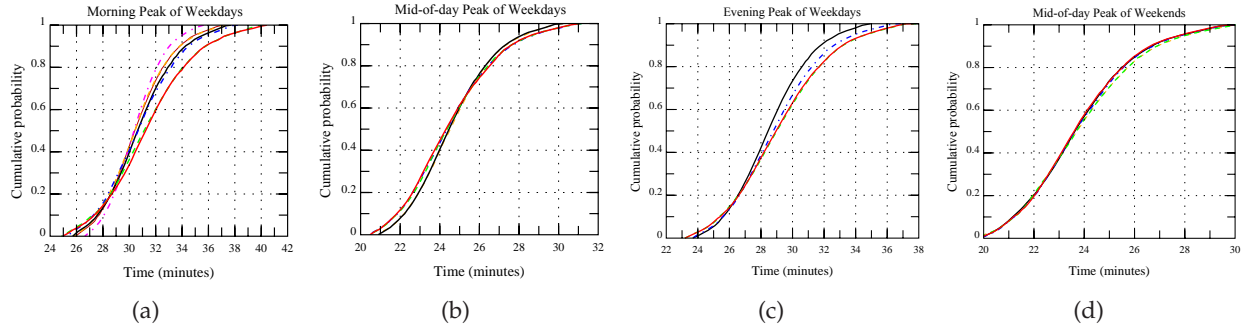 Morning Peak of Weekdays
Cumulative probability
1
0.8
0.6
0.4
0.2
0
24 26 28 30 32 34 36 38 40 42
Time (minutes)
(a)
Mid-of-day Peak of Weekdays
Cumulative probability
1
0.8
0.6
0.4
0.2
0
20 22 24 26 28 30 32
Time (minutes)
(b)
Evening Peak of Weekdays
Cumulative probability
1
0.8
0.6
0.4
0.2
0
22 24 26 28 30 32 34 36 38
Time (minutes)
(c)
Mid-of-day Peak of Weekends
Cumulative probability
1
0.8
0.6
0.4
0.2
0
20 22 24 26 28 30
Time (minutes)
(d)